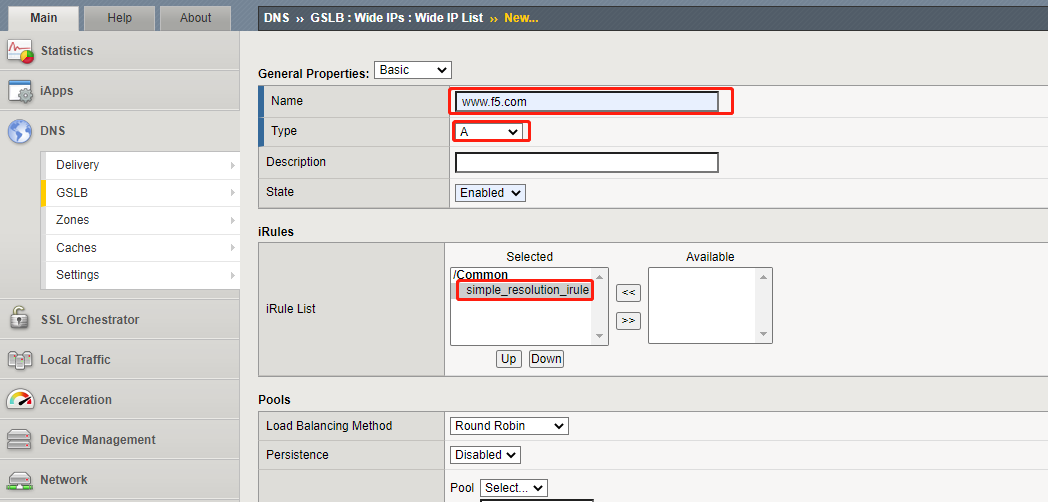 Main Help About
DNS ›› GSLB : Wide IPs : Wide IP List ›› New...
Statistics
iApps
DNS
Delivery
GSLB
Zones
Caches
Settings
SSL Orchestrator
Local Traffic
Acceleration
Device Management
Network
General Properties: Basic
Name www.f5.com
Type A
Description
State Enabled
iRules
Selected Available
/Common
simple_resolution_irule
<<
iRule List
>>
Up Down
Pools
Load Balancing Method Round Robin
Persistence Disabled
Pool Select...